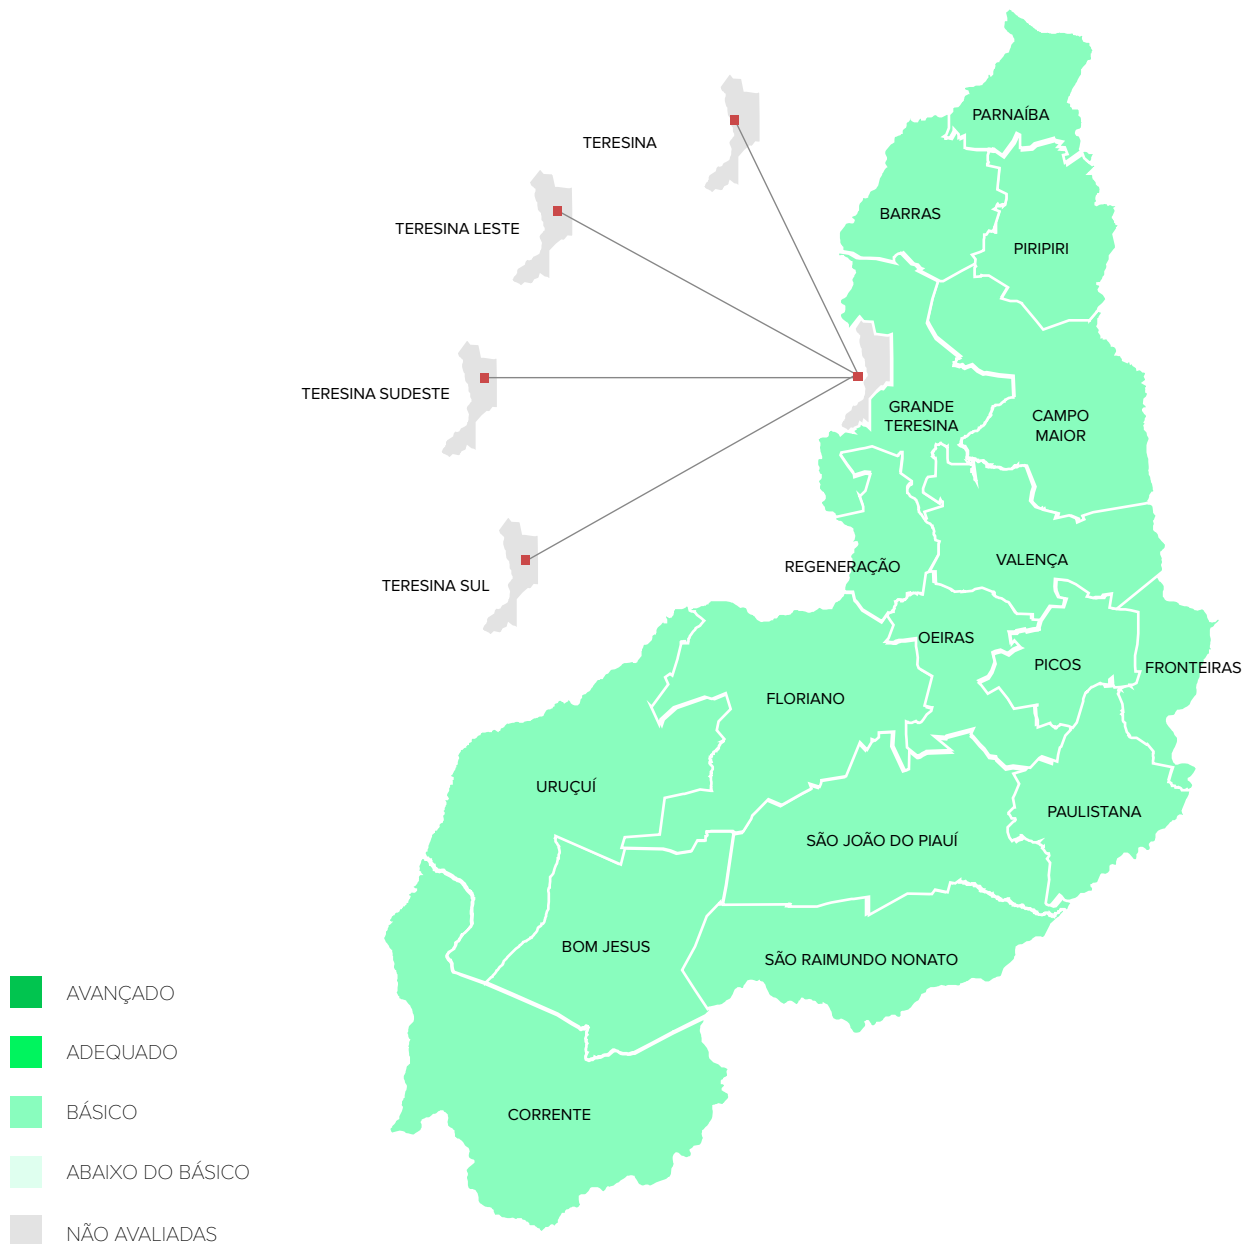 PARNAÍBA
TERESINA
BARRAS
TERESINA LESTE
PIRIPIRI
TERESINA SUDESTE
GRANDE
TERESINA
CAMPO
MAIOR
VALENÇA
REGENERAÇÃO
TERESINA SUL
OEIRAS
PICOS
FRONTEIRAS
FLORIANO
URUÇUÍ
PAULISTANA
SÃO JOÃO DO PIAUÍ
BOM JESUS
SÃO RAIMUNDO NONATO
CORRENTE
AVANÇADO
ADEQUADO
BÁSICO
ABAIXO DO BÁSICO
NÃO AVALIADAS